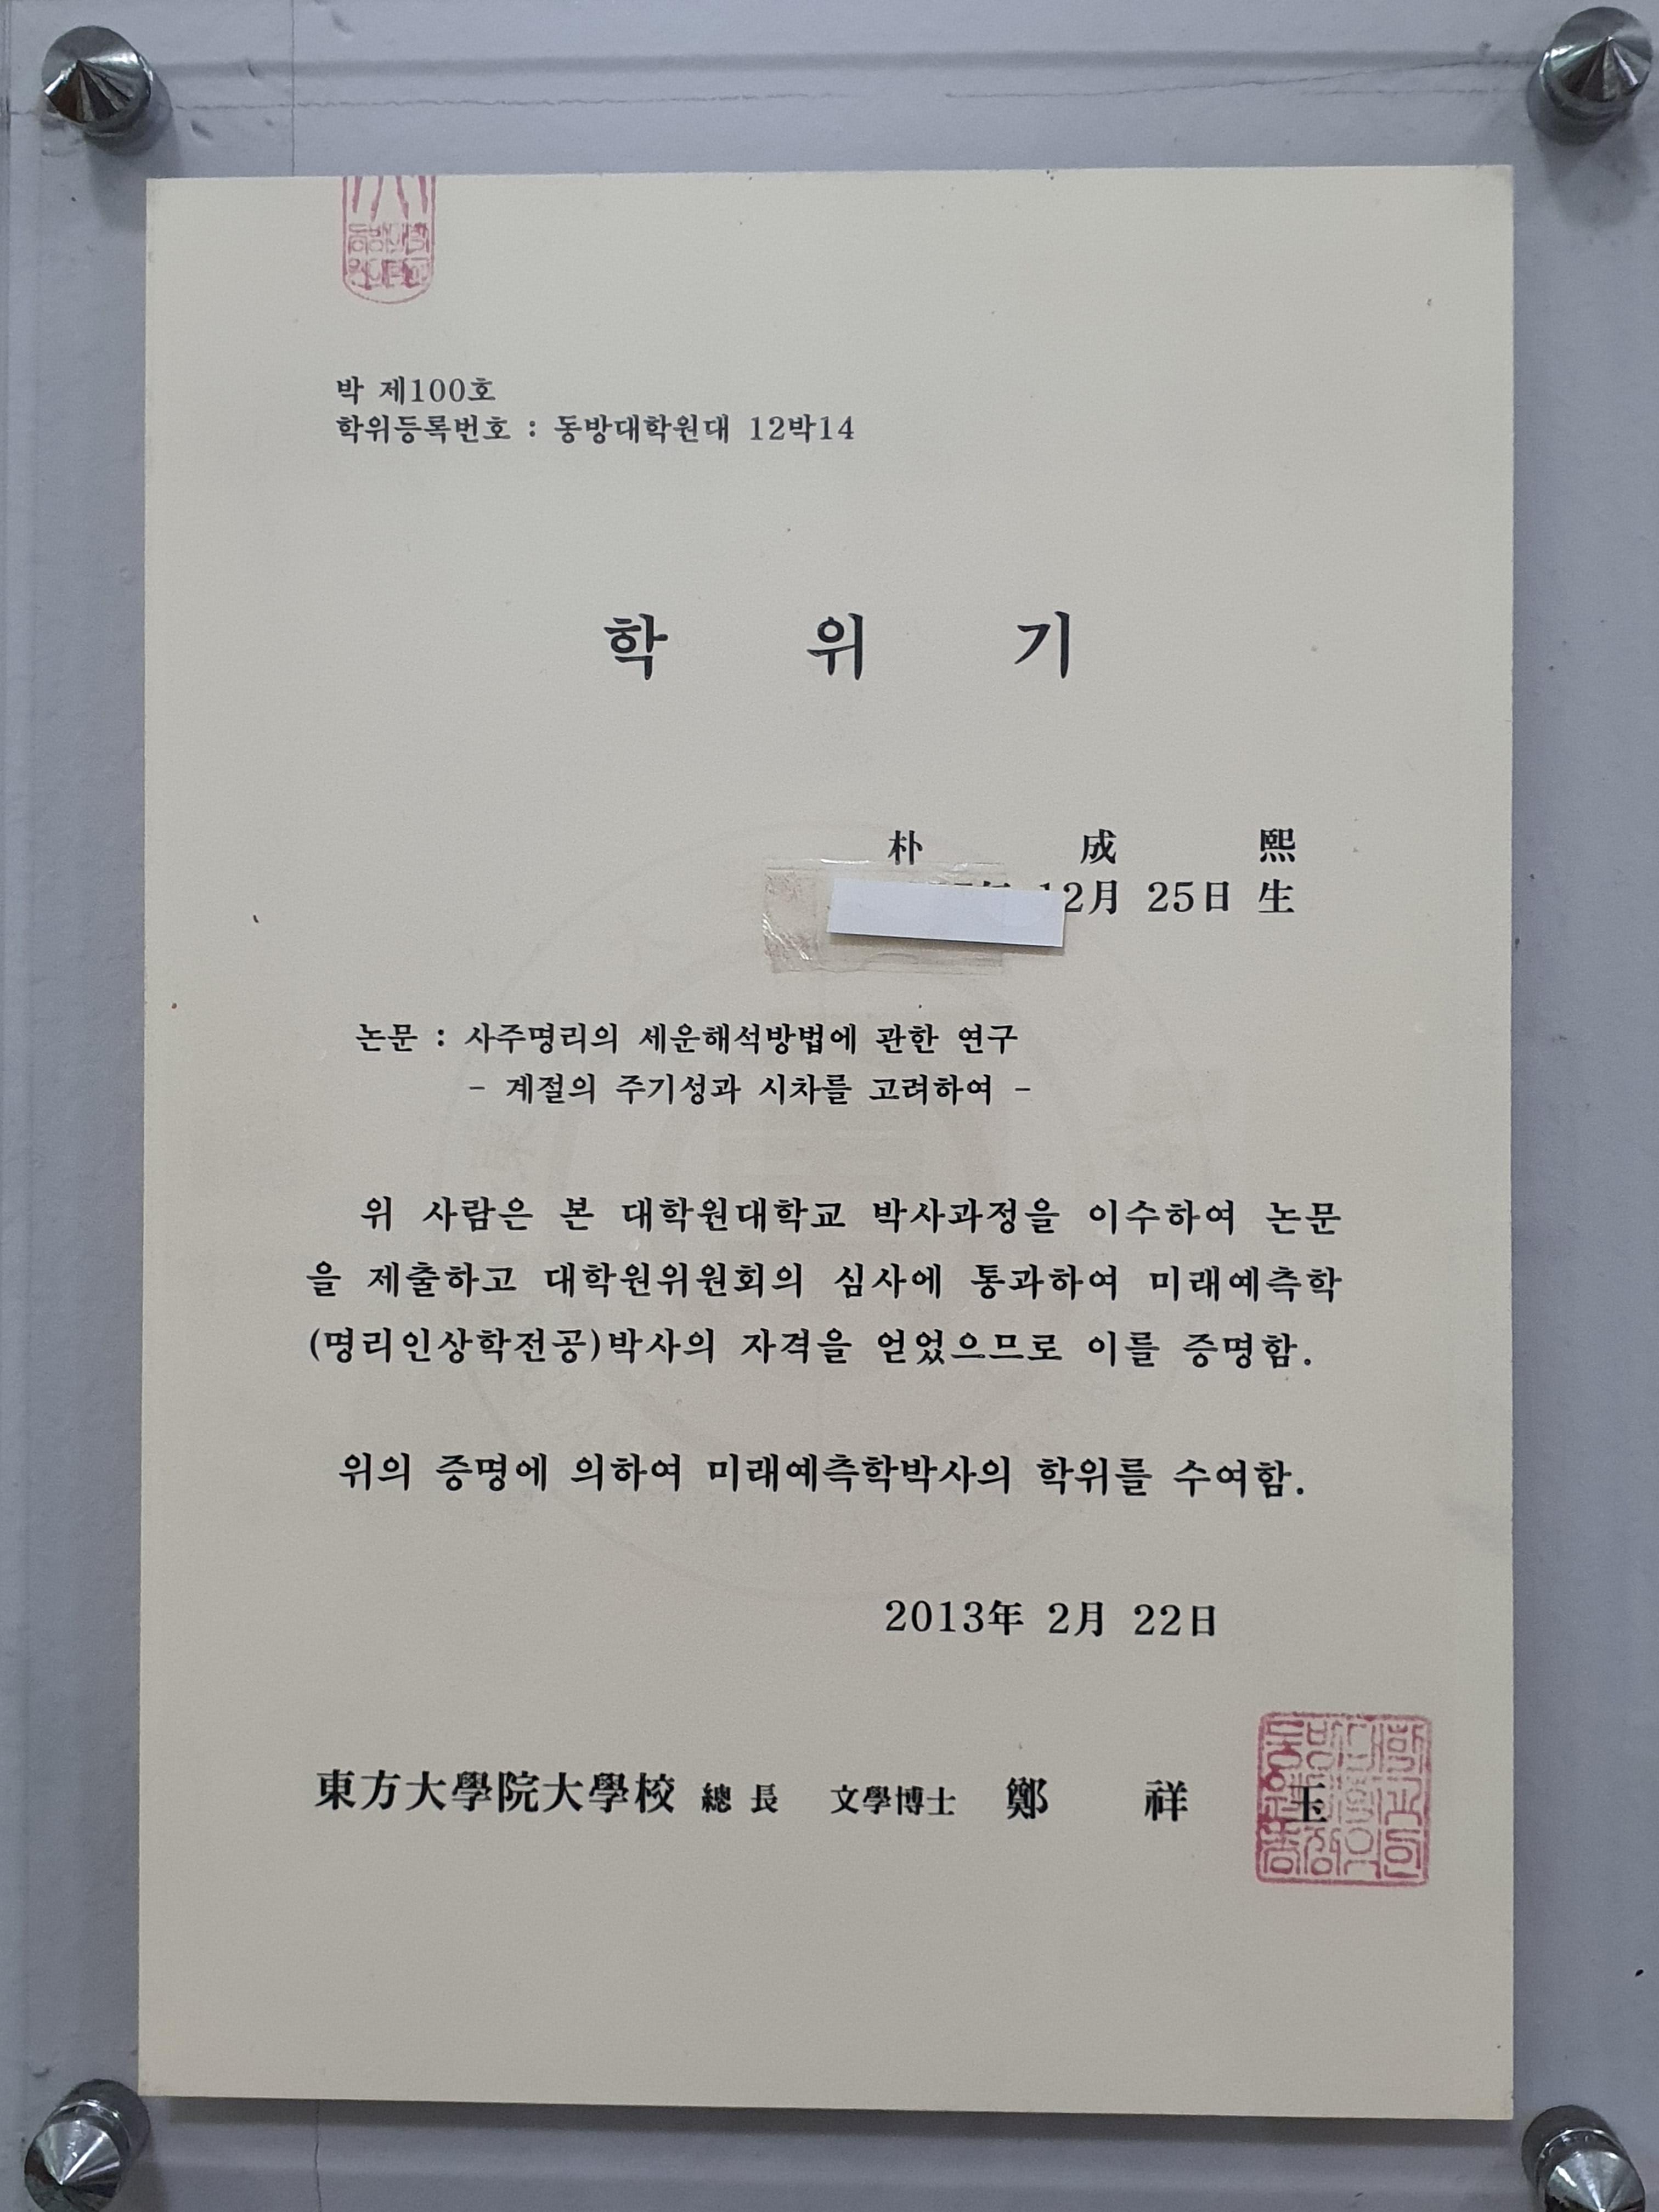 박 제100호
학위등록번호 : 동방대학원대 12박14
학 위 기
朴 成 熙
12月 25日 生
논문 : 사주명리의 세운해석방법에 관한 연구
- 계절의 주기성과 시차를 고려하여 -
위 사람은 본 대학원대학교 박사과정을 이수하여 논문
을 제출하고 대학원위원회의 심사에 통과하여 미래예측학
(명리인상학전공)박사의 자격을 얻었으므로 이를 증명함.
위의 증명에 의하여 미래예측학박사의 학위를 수여함.
2013年 2月 22日
東方大學院大學校 總 長 文學博士 鄭 祥 玉